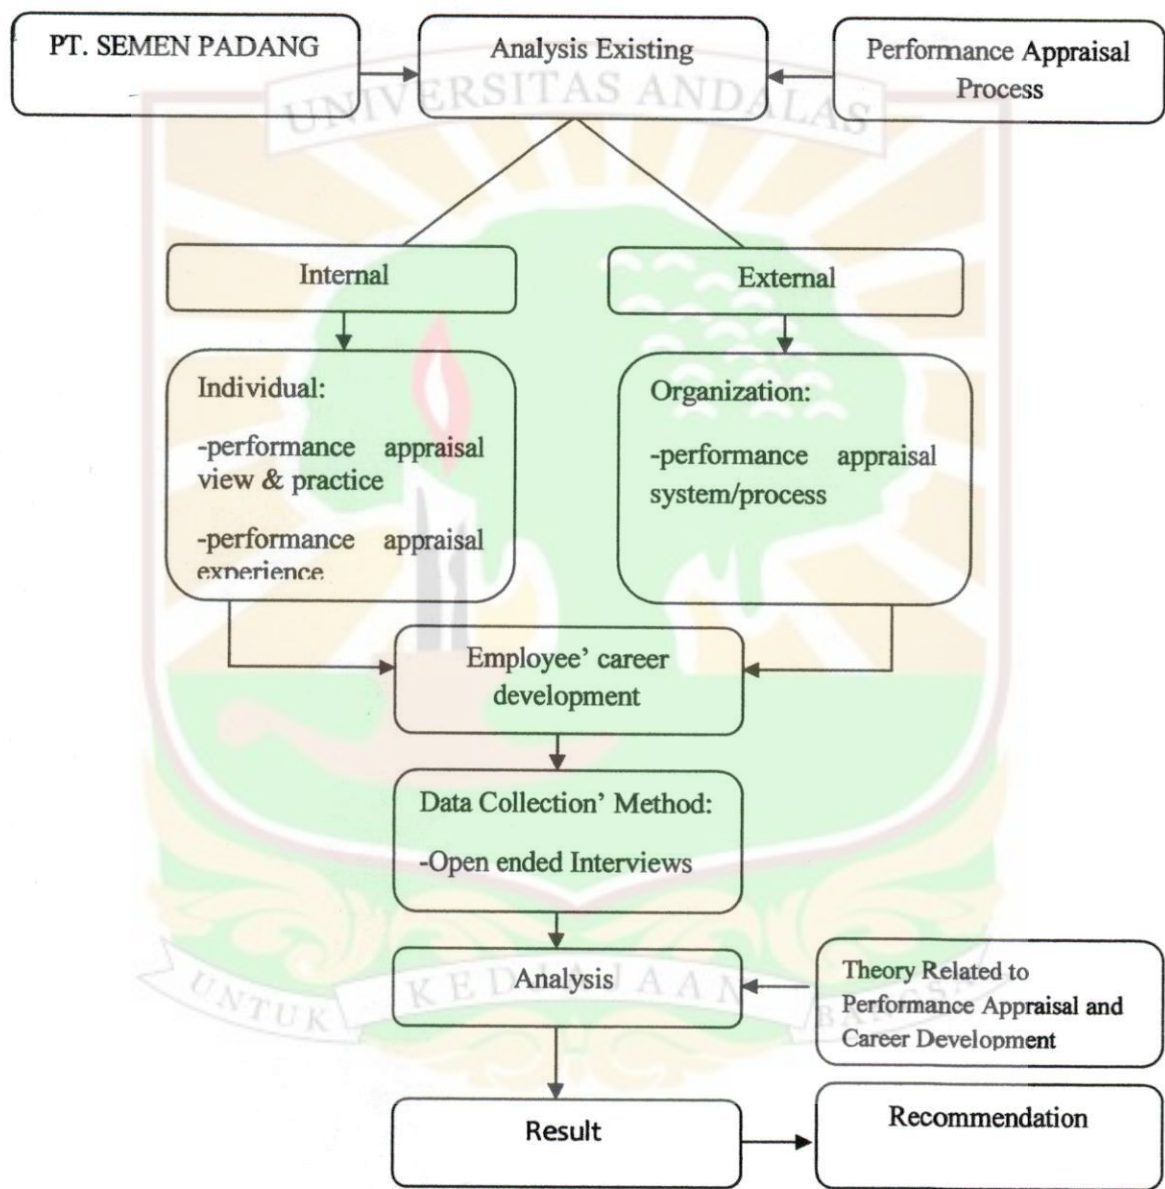 PT. SEMEN PADANG
Analysis Existing
Performance Appraisal
Process
UNIVERSITAS ANDALAS
Internal
External
Individual:
-performance appraisal
view & practice
-performance appraisal
experience
Organization:
-performance appraisal
system/process
Employee' career
development
Data Collection' Method:
-Open ended Interviews
Analysis
Theory Related to
Performance Appraisal and
Career Development
UNTUK KEDJAJAAN BANGSA
Result
Recommendation